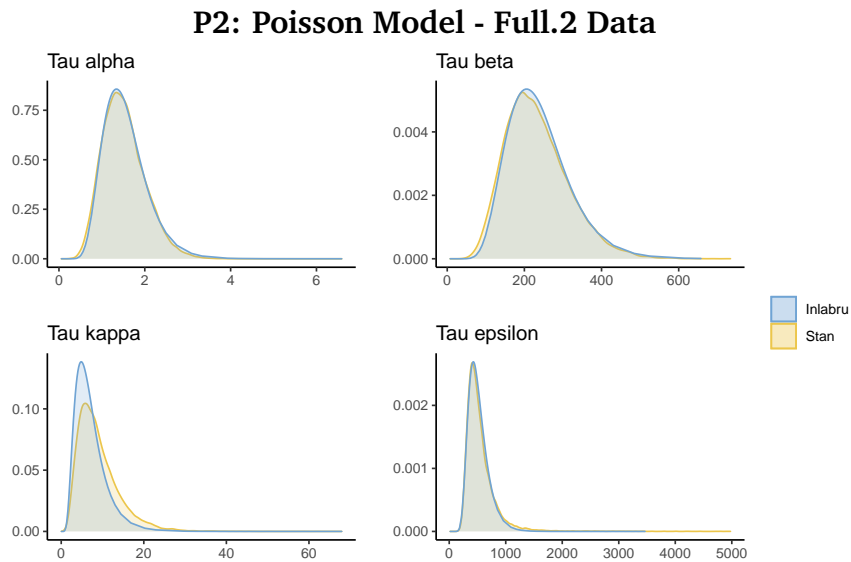 P2: Poisson Model - Full.2 Data
Tau alpha
0.75
0.50
0.25
0.00
0 2 4 6
Tau beta
0.004
0.002
0.000
0 200 400 600
Tau kappa
0.10
0.05
0.00
0 20 40 60
Tau epsilon
0.002
0.001
0.000
0 1000 2000 3000 4000 5000
Inlabru
Stan